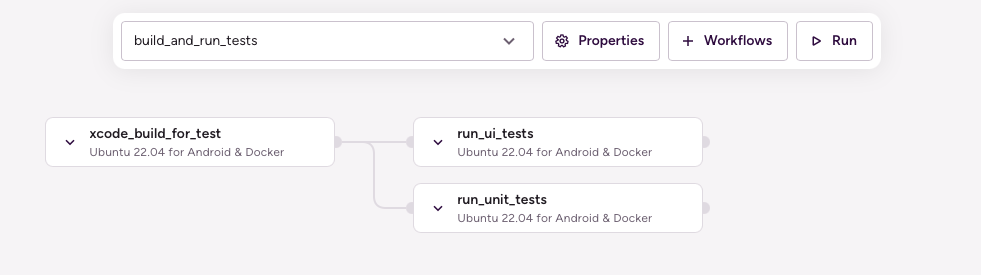 build_and_run_tests
Properties
Workflows
Run
xcode_build_for_test
Ubuntu 22.04 for Android & Docker
run_ui_tests
Ubuntu 22.04 for Android & Docker
run_unit_tests
Ubuntu 22.04 for Android & Docker